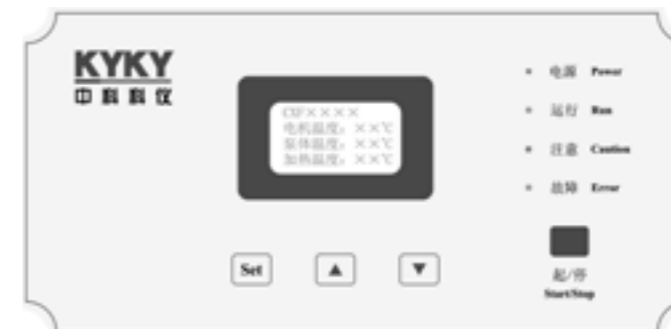 KYKY
中科科仪
CXF××××
电机温度：××℃
泵体温度：××℃
加热温度：××℃
电源 Power
运行 Run
注意 Caution
故障 Error
Set
▲
▼
起/停
Start/Stop